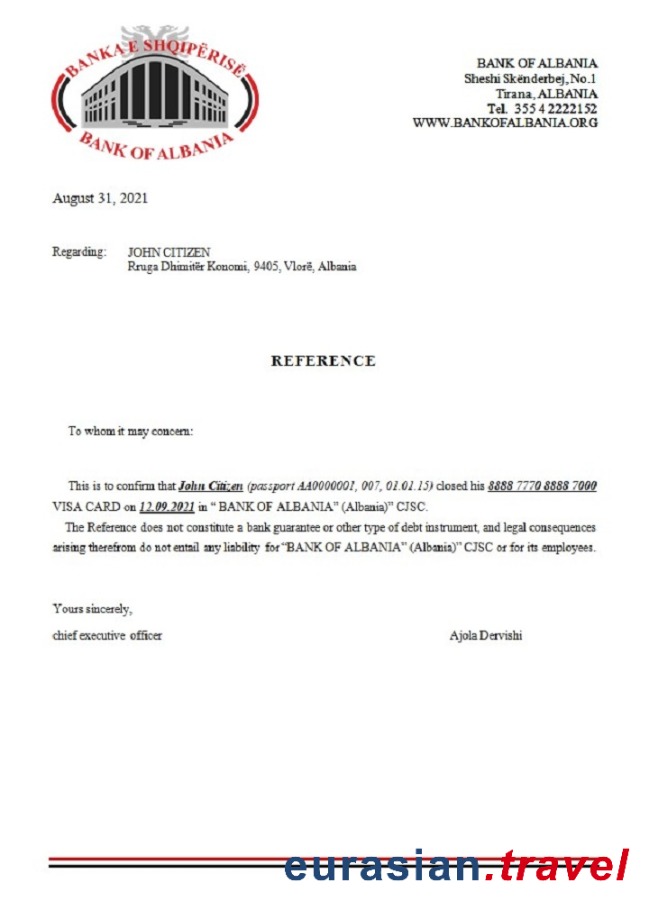 BANKA E SHQIPËRISË
BANK OF ALBANIA
BANK OF ALBANIA
Sheshi Skënderbej, No.1
Tirana, ALBANIA
Tel. 355 4 2222152
WWW.BANKOFALBANIA.ORG
August 31, 2021
Regarding: JOHN CITIZEN
Rruga Dhimitër Konomi, 9405, Vlorë, Albania
REFERENCE
To whom it may concern:
This is to confirm that John Citizen (passport AA0000001, 007, 01.01.15) closed his 8888 7770 8888 7000
VISA CARD on 12.09.2021 in “ BANK OF ALBANIA” (Albania)” CJSC.
The Reference does not constitute a bank guarantee or other type of debt instrument, and legal consequences
arising therefrom do not entail any liability for “BANK OF ALBANIA” (Albania)” CJSC or for its employees.
Yours sincerely,
chief executive officer Ajola Dervishi
eurasian.travel